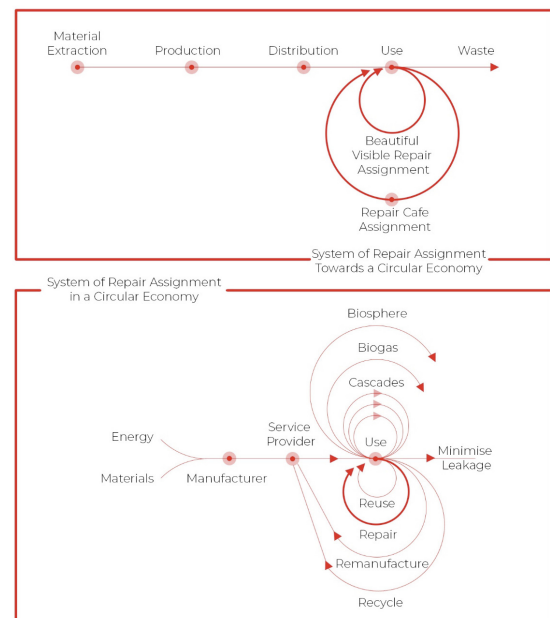 Material
Extraction
Production
Distribution
Use
Waste
Beautiful
Visible Repair
Assignment
Repair Cafe
Assignment
System of Repair Assignment
Towards a Circular Economy
System of Repair Assignment
in a Circular Economy
Biosphere
Biogas
Cascades
Energy
Service
Provider
Use
Minimise
Leakage
Materials
Manufacturer
Reuse
Repair
Remanufacture
Recycle